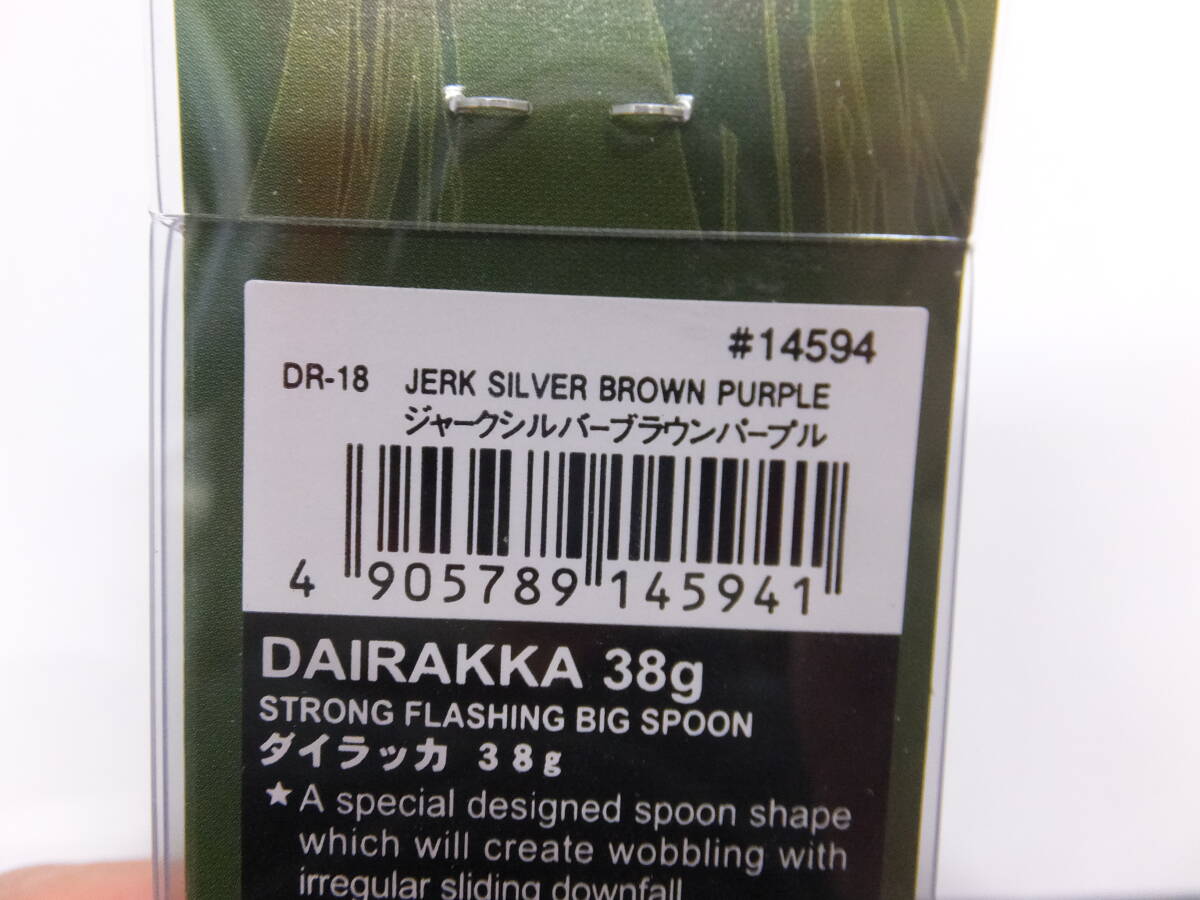 #14594
DR-18 JERK SILVER BROWN PURPLE
ジャークシルバーブラウンパープル
4 905789 145941
DAIRAKKA 38g
STRONG FLASHING BIG SPOON
ダイラッカ 38g
★A special designed spoon shape
which will create wobbling with
irregular sliding downfall